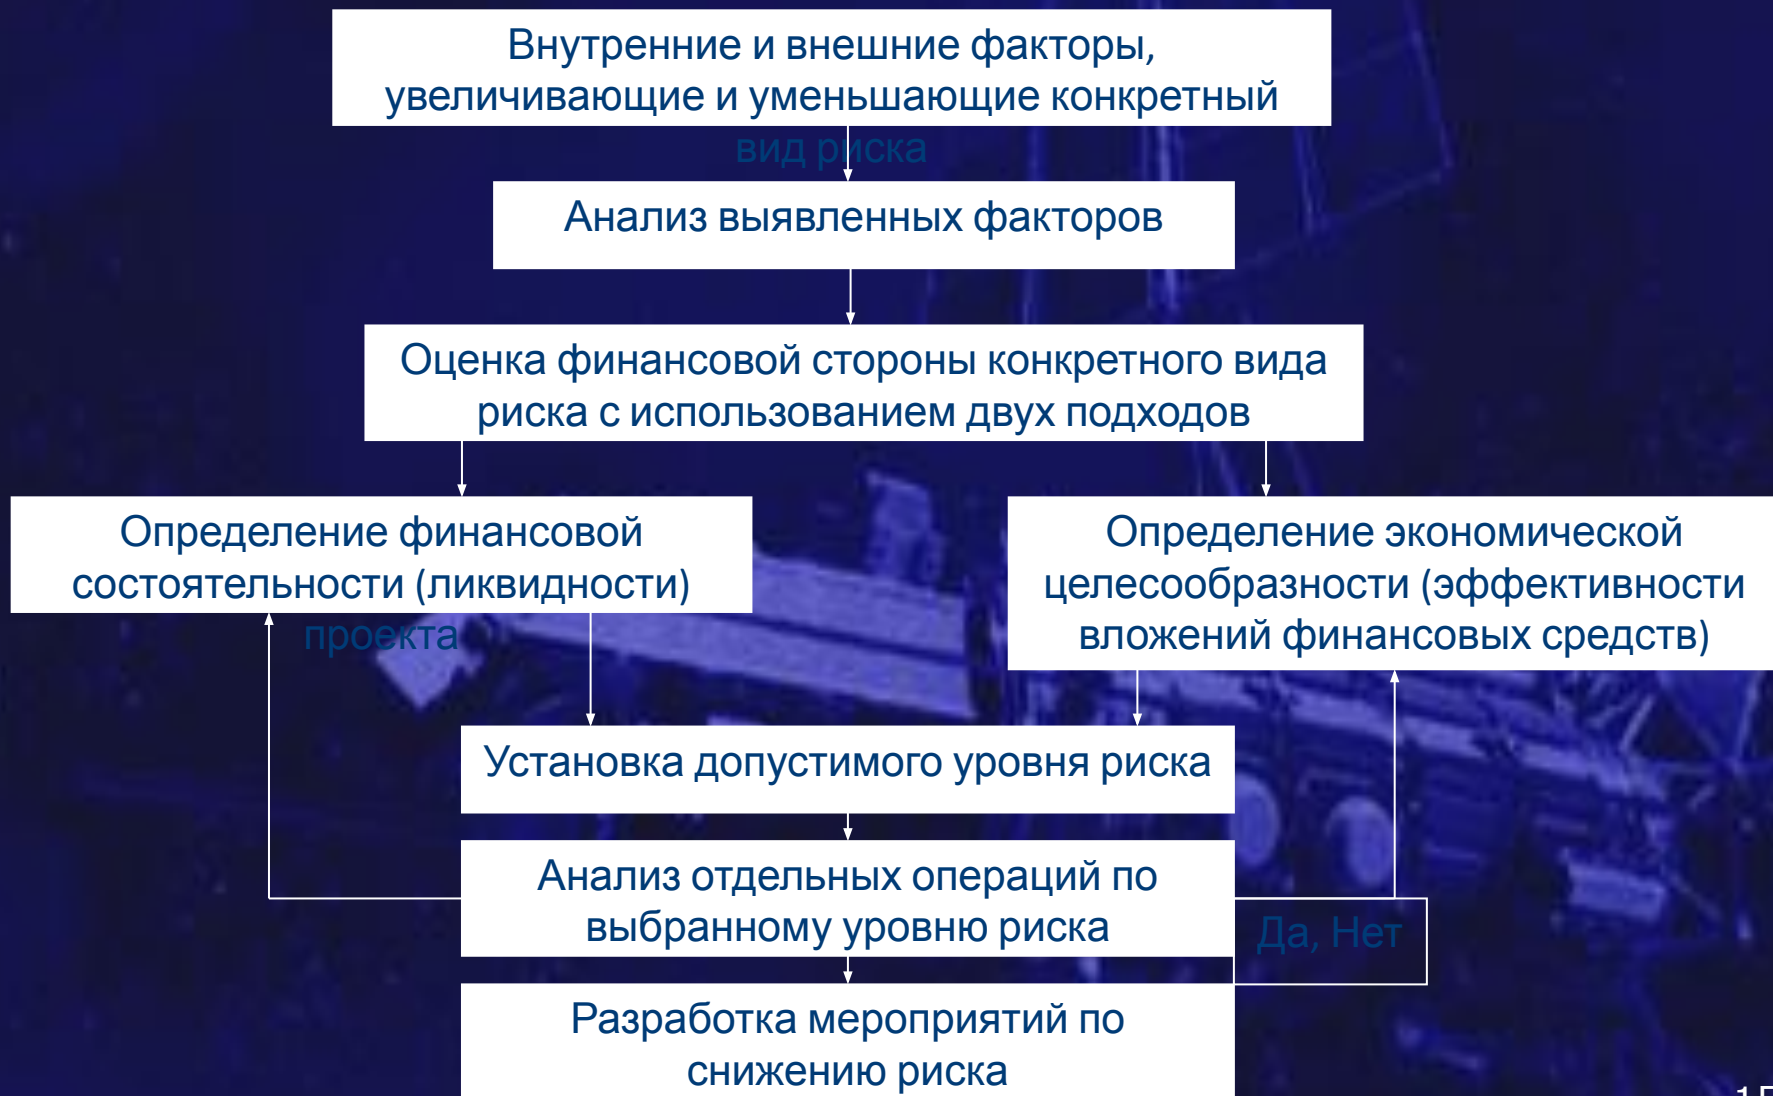 Внутренние и внешние факторы,
увеличивающие и уменьшающие конкретный
вид риска
Анализ выявленных факторов
Оценка финансовой стороны конкретного вида
риска с использованием двух подходов
Определение финансовой
состоятельности (ликвидности)
проекта
Определение экономической
целесообразности (эффективности
вложений финансовых средств)
Установка допустимого уровня риска
Анализ отдельных операций по
выбранному уровню риска
Да, Нет
Разработка мероприятий по
снижению риска